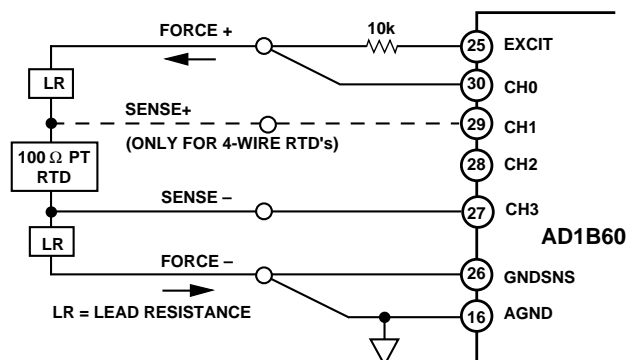 FORCE +
10k
25 EXCIT
LR
30 CH0
SENSE+
29 CH1
(ONLY FOR 4-WIRE RTD's)
100 Ω PT
RTD
28 CH2
SENSE –
27 CH3
LR
AD1B60
FORCE –
26 GNDSNS
LR = LEAD RESISTANCE
16 AGND